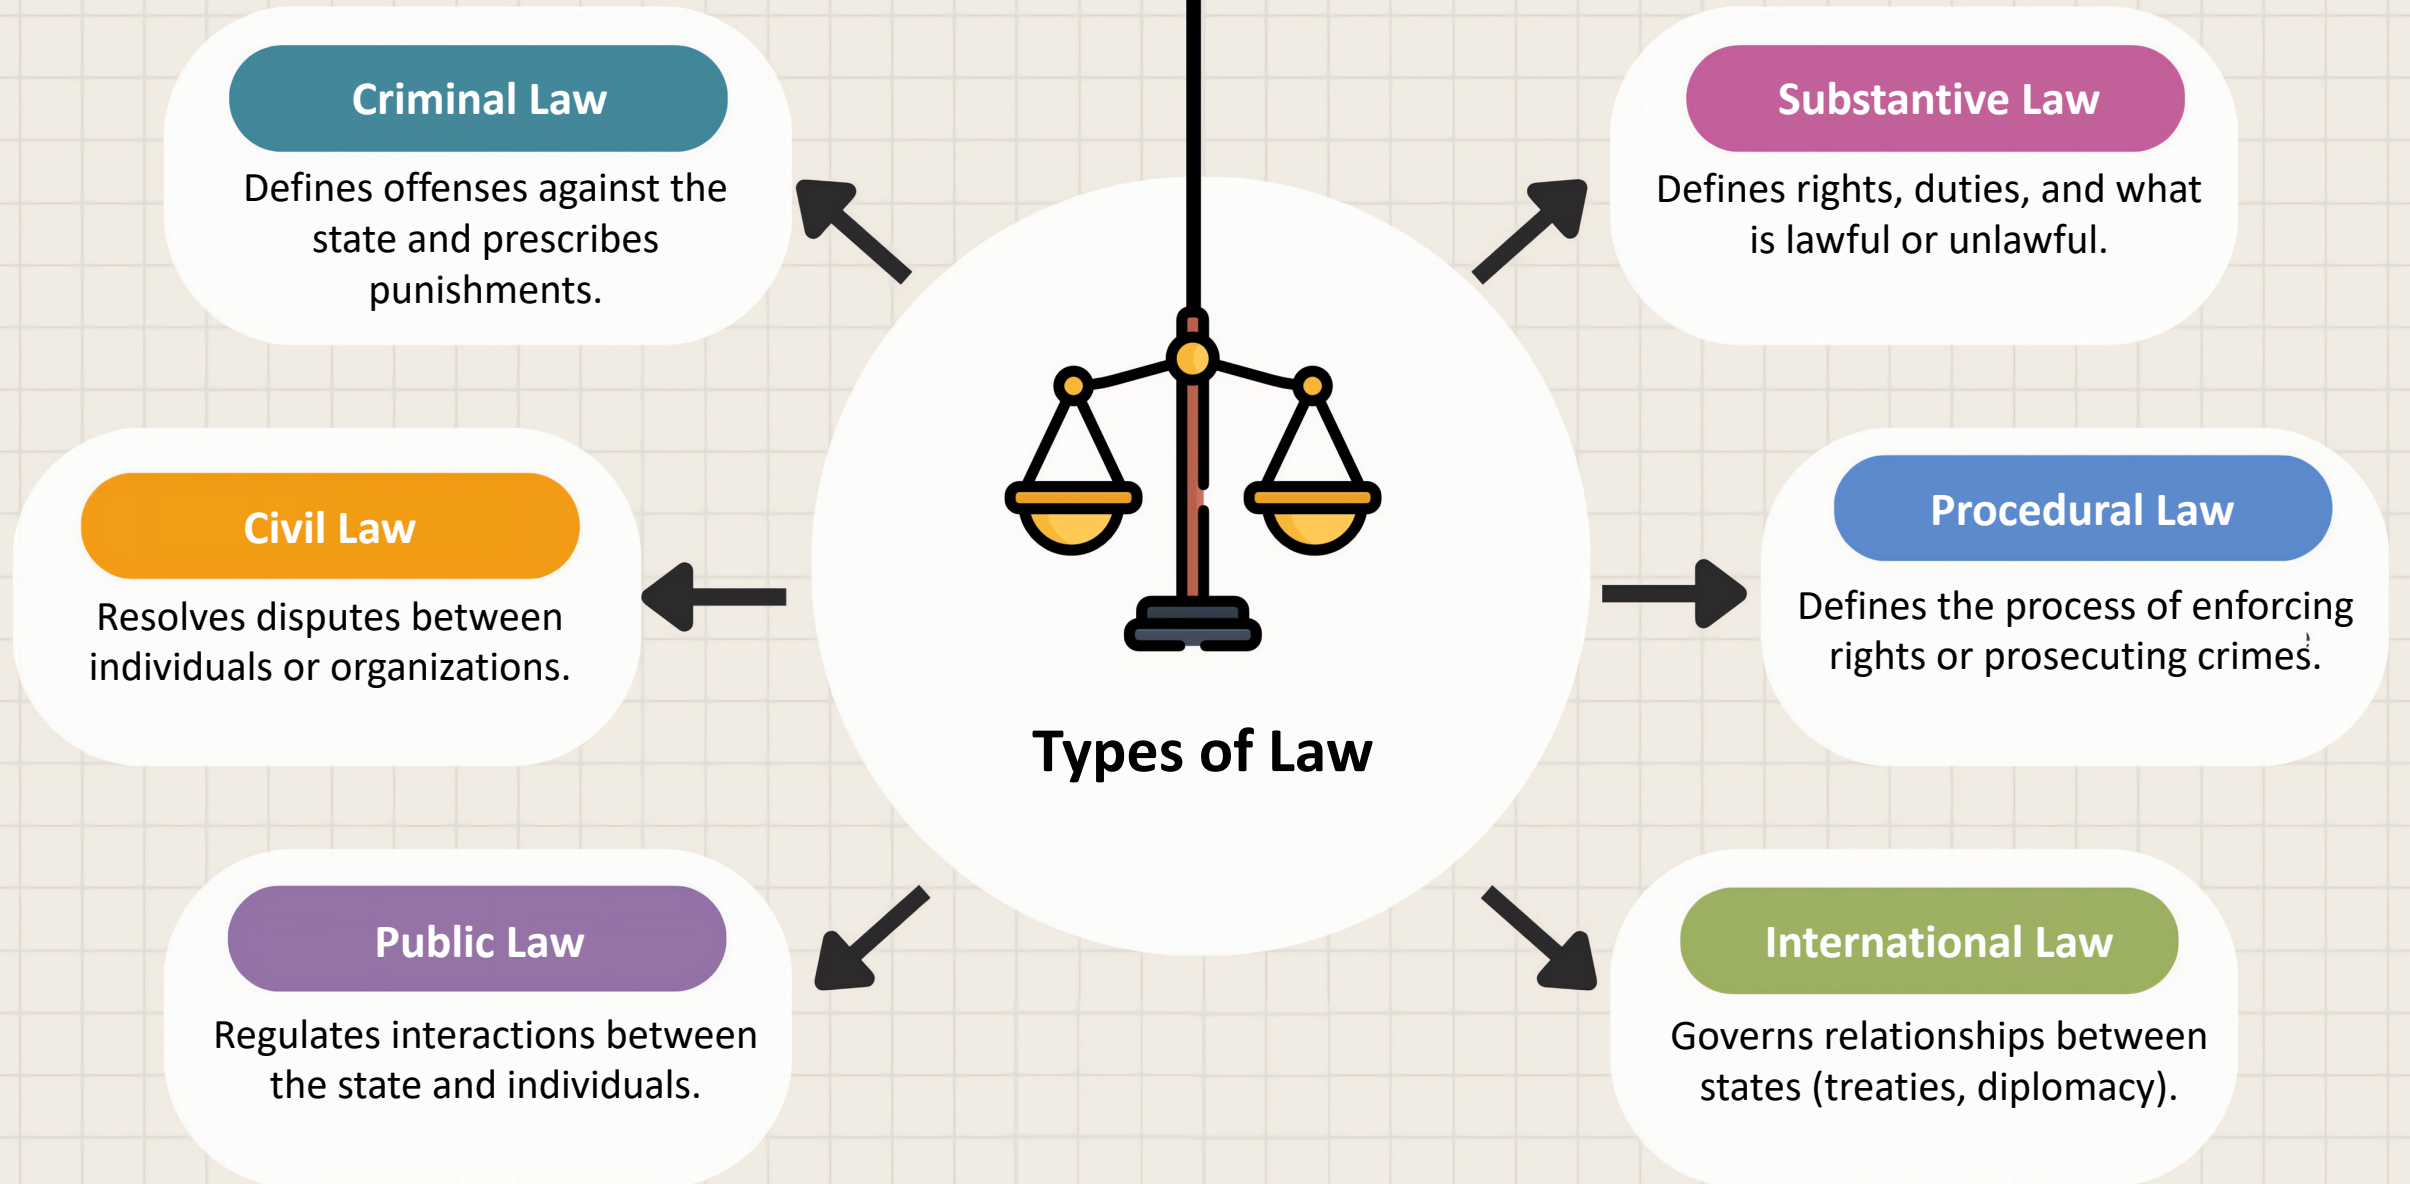 Criminal Law
Defines offenses against the
state and prescribes
punishments.
Civil Law
Resolves disputes between
individuals or organizations.
Public Law
Regulates interactions between
the state and individuals.
Types of Law
Substantive Law
Defines rights, duties, and what
is lawful or unlawful.
Procedural Law
Defines the process of enforcing
rights or prosecuting crimes.
International Law
Governs relationships between
states (treaties, diplomacy).